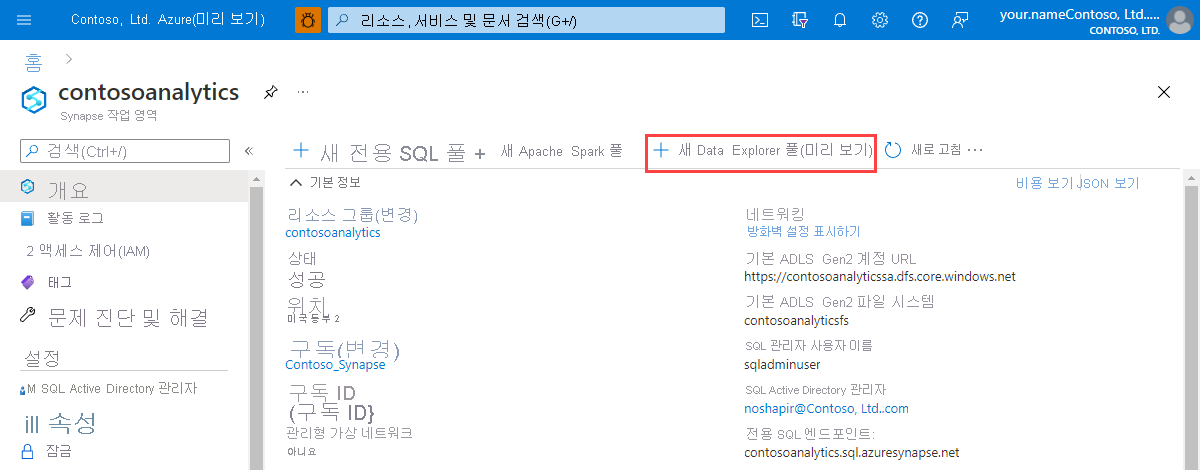 Contoso, Ltd. Azure(미리 보기)
리소스, 서비스 및 문서 검색(G+/)
your.nameContoso, Ltd.....
CONTOSO, LTD.
홈 >
contosoanalytics ...
Synapse 작업 영역
검색(Ctrl+/) «
+ 새 전용 SQL 풀 + 새 Apache Spark 풀 + 새 Data Explorer 풀(미리 보기) 새로 고침 ...
개요
활동 로그
2 액세스 제어(IAM)
태그
문제 진단 및 해결
설정
M SQL Active Directory 관리자
ill 속성
잠금
기본 정보
비용 보기 JSON 보기
리소스 그룹(변경)
contosoanalytics
상태
성공
위치
미국 동부 2
구독(변경)
Contoso_Synapse
구독 ID
(구독 ID}
관리형 가상 네트워크
아니요
네트워킹
방화벽 설정 표시하기
기본 ADLS Gen2 계정 URL
https://contosoanalyticssa.dfs.core.windows.net
기본 ADLS Gen2 파일 시스템
contosoanalyticsfs
SQL 관리자 사용자 이름
sqladminuser
SQL Active Directory 관리자
noshapir@Contoso, Ltd..com
전용 SQL 엔드포인트:
contosoanalytics.sql.azuresynapse.net